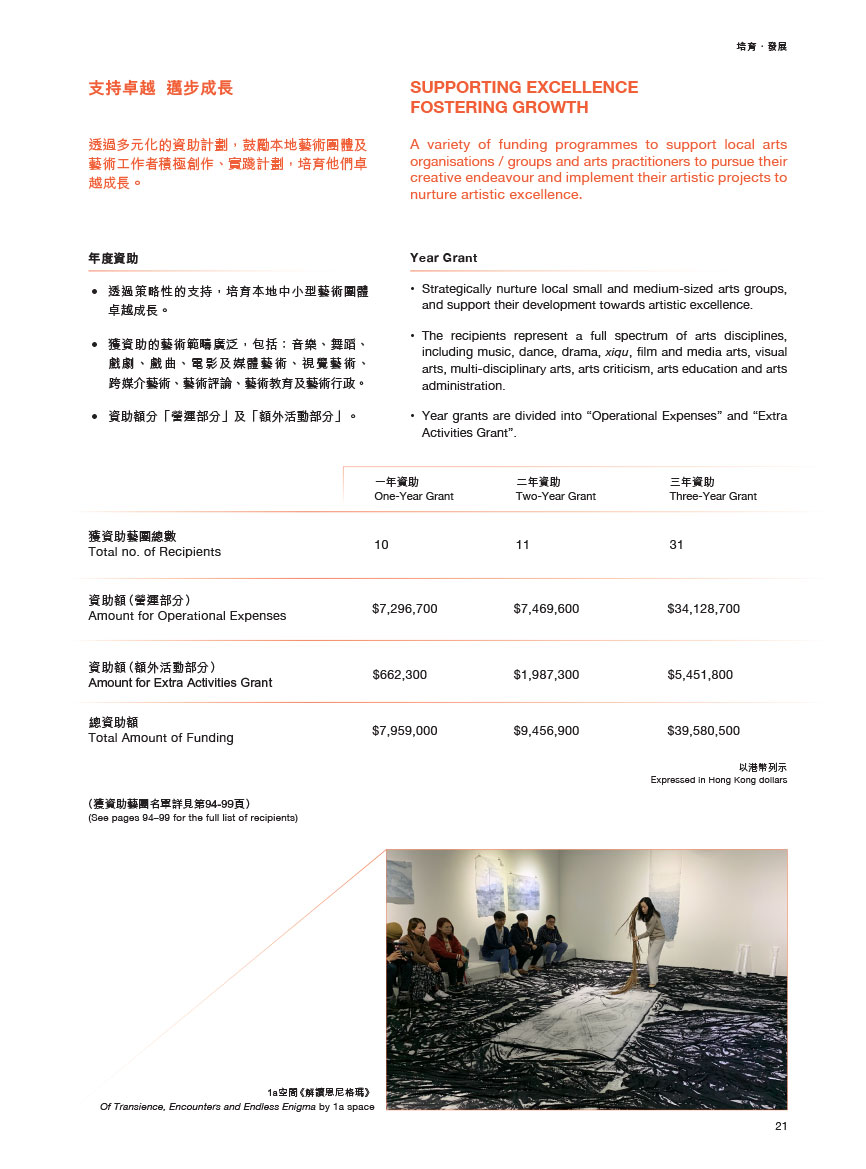 培育·發展
支持卓越 邁步成長
透過多元化的資助計劃，鼓勵本地藝術團體及
藝術工作者積極創作、實踐計劃，培育他們卓
越成長。
SUPPORTING EXCELLENCE
FOSTERING GROWTH
A variety of funding programmes to support local arts
organisations / groups and arts practitioners to pursue their
creative endeavour and implement their artistic projects to
nurture artistic excellence.
年度資助
• 透過策略性的支持，培育本地中小型藝術團體
卓越成長。
• 獲資助的藝術範疇廣泛，包括：音樂、舞蹈、
戲劇、戲曲、電影及媒體藝術、視覺藝術、
跨媒介藝術、藝術評論、藝術教育及藝術行政。
• 資助額分「營運部分」及「額外活動部分」。
Year Grant
• Strategically nurture local small and medium-sized arts groups,
and support their development towards artistic excellence.
• The recipients represent a full spectrum of arts disciplines,
including music, dance, drama, xiqu, film and media arts, visual
arts, multi-disciplinary arts, arts criticism, arts education and arts
administration.
• Year grants are divided into “Operational Expenses” and “Extra
Activities Grant”.
一年資助 二年資助 三年資助
One-Year Grant Two-Year Grant Three-Year Grant
獲資助藝團總數
Total no. of Recipients 10 11 31
資助額（營運部分）
Amount for Operational Expenses $7,296,700 $7,469,600 $34,128,700
資助額（額外活動部分）
Amount for Extra Activities Grant $662,300 $1,987,300 $5,451,800
總資助額
Total Amount of Funding $7,959,000 $9,456,900 $39,580,500
以港幣列示
Expressed in Hong Kong dollars
（獲資助藝團名單詳見第94-99頁）
(See pages 94–99 for the full list of recipients)
1a空間《解讀恩尼格瑪》
Of Transience, Encounters and Endless Enigma by 1a space
21